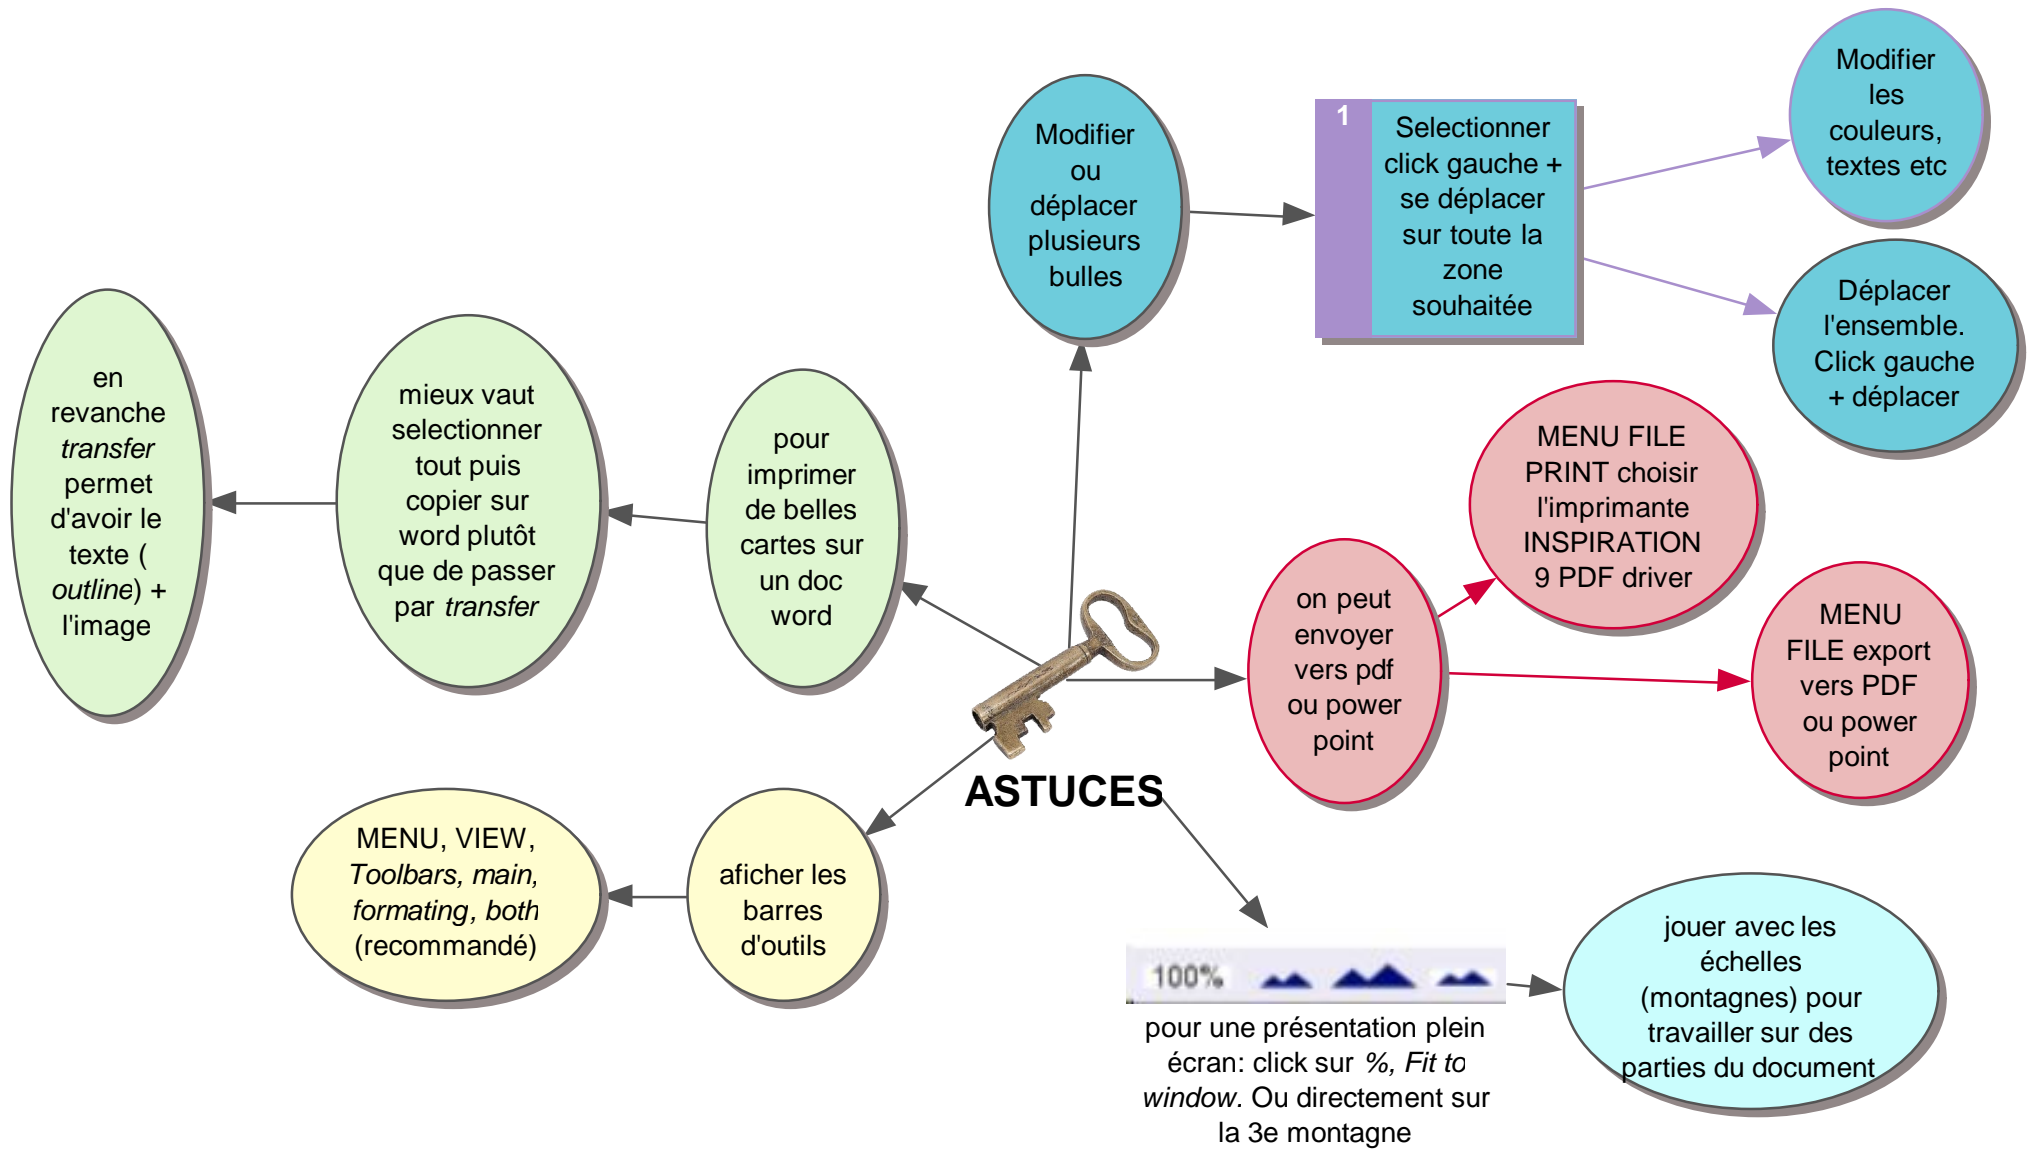 Modifier
ou
déplacer
plusieurs
bulles
1
Selectionner
click gauche +
se déplacer
sur toute la
zone
souhaitée
Modifier
les
couleurs,
textes etc
Déplacer
l'ensemble.
Click gauche
+ déplacer
en
revanche
transfer
permet
d'avoir le
texte (
outline) +
l'image
mieux vaut
selectionner
tout puis
copier sur
word plutôt
que de passer
par transfer
pour
imprimer
de belles
cartes sur
un doc
word
on peut
envoyer
vers pdf
ou power
point
MENU FILE
PRINT choisir
l'imprimante
INSPIRATION
9 PDF driver
MENU
FILE export
vers PDF
ou power
point
ASTUCES
MENU, VIEW,
Toolbars, main,
formating, both
(recommandé)
aficher les
barres
d'outils
100%
pour une présentation plein
écran: click sur %, Fit to
window. Ou directement sur
la 3e montagne
jouer avec les
échelles
(montagnes) pour
travailler sur des
parties du document